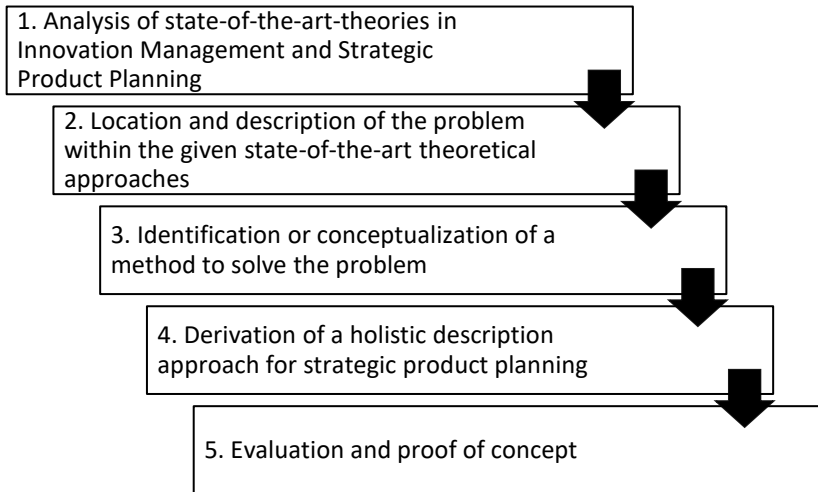 1. Analysis of state-of-the-art-theories in
Innovation Management and Strategic
Product Planning
2. Location and description of the problem
within the given state-of-the-art theoretical
approaches
3. Identification or conceptualization of a
method to solve the problem
4. Derivation of a holistic description
approach for strategic product planning
5. Evaluation and proof of concept